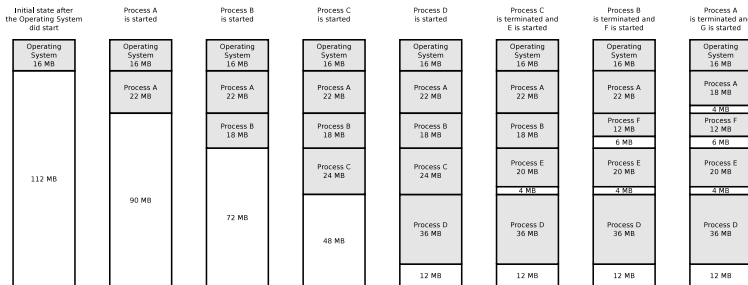 Initial state after
the Operating System
did start
Process A
is started
Process B
is started
Process C
is started
Process D
is started
Process C
is terminated and
E is started
Process B
is terminated and
F is started
Process A
is terminated and
G is started
Operating
System
16 MB
112 MB
Operating
System
16 MB
Process A
22 MB
90 MB
Operating
System
16 MB
Process A
22 MB
Process B
18 MB
72 MB
Operating
System
16 MB
Process A
22 MB
Process B
18 MB
Process C
24 MB
48 MB
Operating
System
16 MB
Process A
22 MB
Process B
18 MB
Process C
24 MB
Process D
36 MB
12 MB
Operating
System
16 MB
Process A
22 MB
Process B
18 MB
Process E
20 MB
4 MB
Process D
36 MB
12 MB
Operating
System
16 MB
Process A
22 MB
Process F
12 MB
6 MB
Process E
20 MB
4 MB
Process D
36 MB
12 MB
Operating
System
16 MB
Process A
18 MB
4 MB
Process F
12 MB
6 MB
Process E
20 MB
4 MB
Process D
36 MB
12 MB